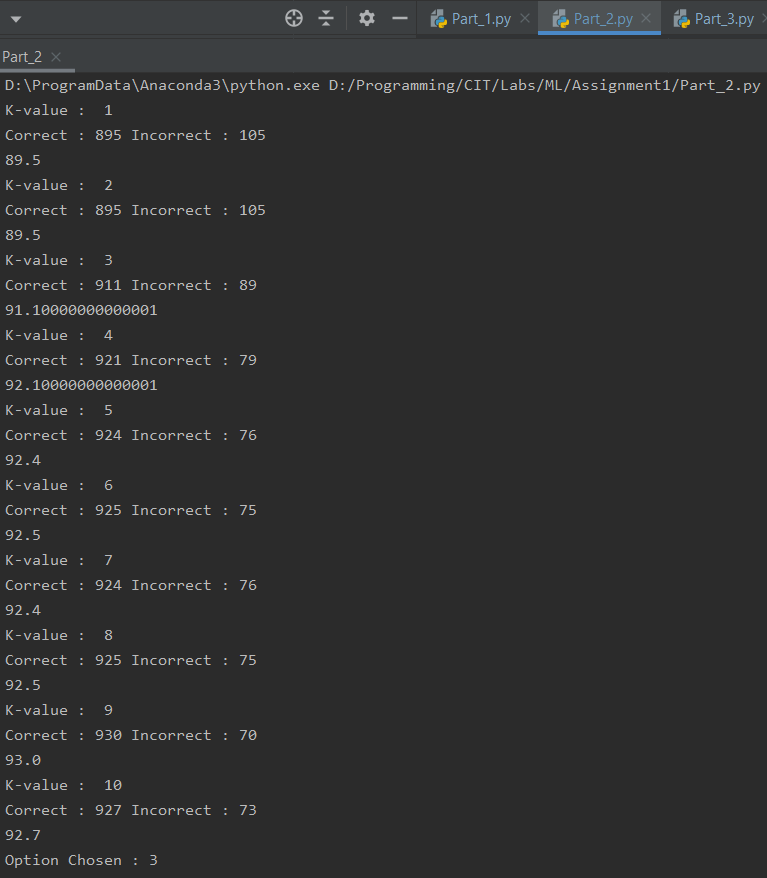 Part_1.py Part_2.py Part_3.py
Part_2
D:\ProgramData\Anaconda3\python.exe D:/Programming/CIT/Labs/ML/Assignment1/Part_2.py
K-value :  1
Correct : 895 Incorrect : 105
89.5
K-value :  2
Correct : 895 Incorrect : 105
89.5
K-value :  3
Correct : 911 Incorrect : 89
91.10000000000001
K-value :  4
Correct : 921 Incorrect : 79
92.10000000000001
K-value :  5
Correct : 924 Incorrect : 76
92.4
K-value :  6
Correct : 925 Incorrect : 75
92.5
K-value :  7
Correct : 924 Incorrect : 76
92.4
K-value :  8
Correct : 925 Incorrect : 75
92.5
K-value :  9
Correct : 930 Incorrect : 70
93.0
K-value :  10
Correct : 927 Incorrect : 73
92.7
Option Chosen : 3